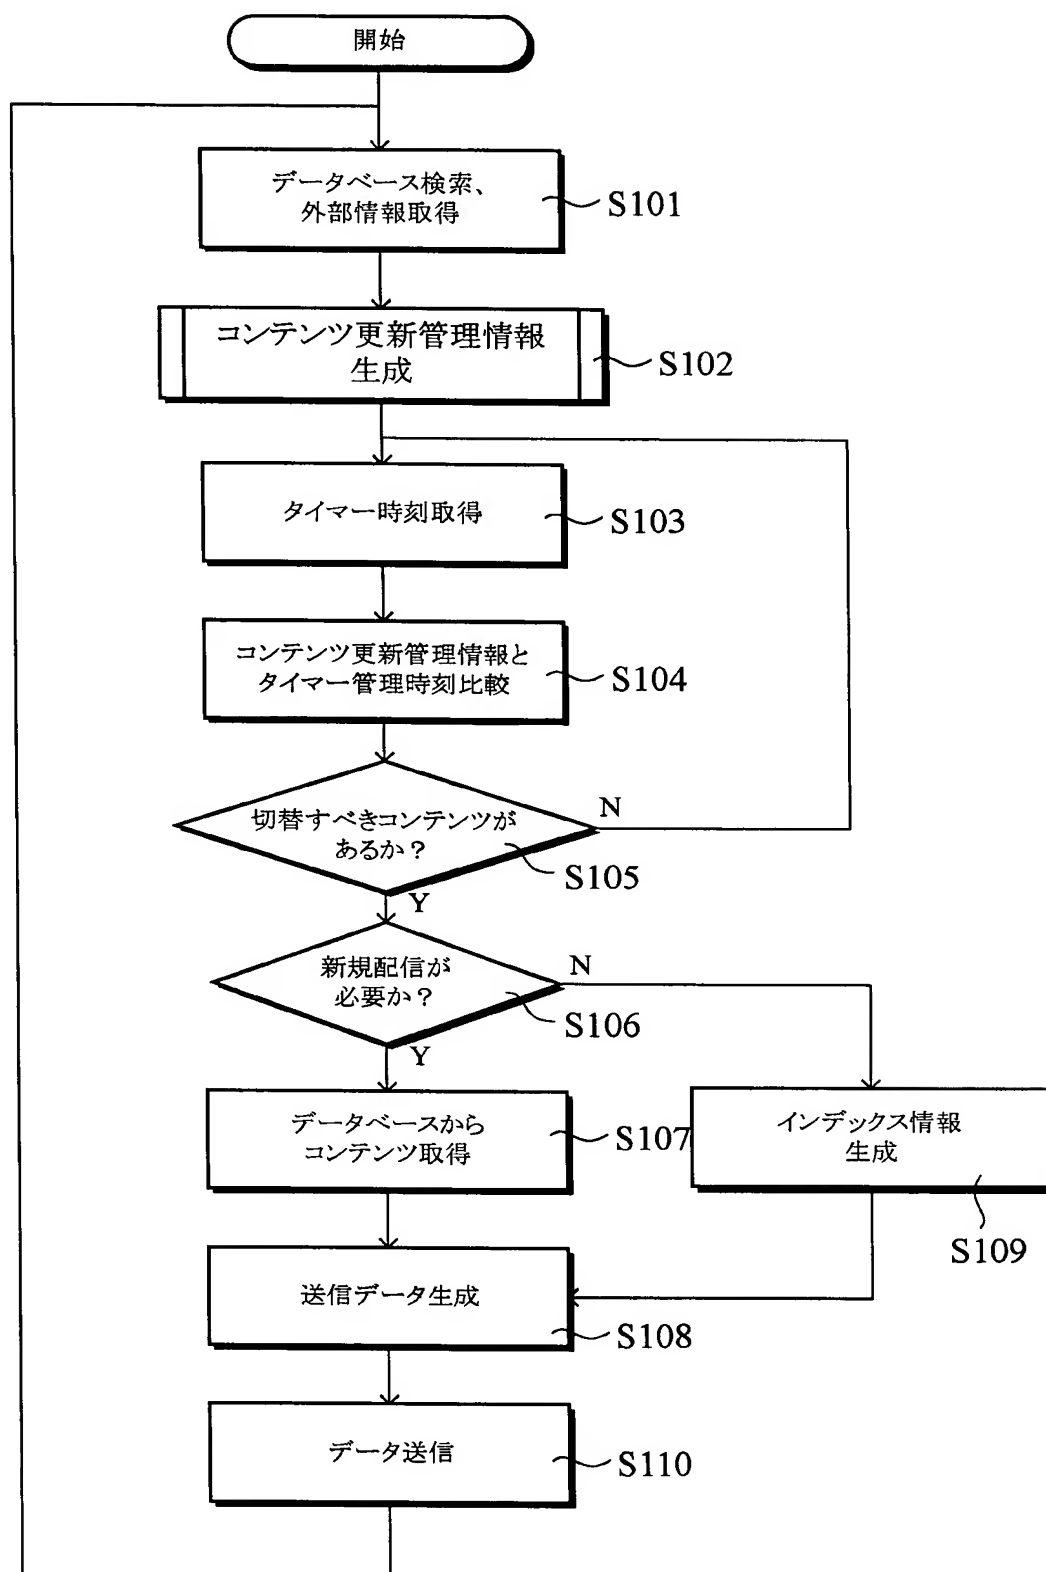 開始
データベース検索、
外部情報取得
S101
コンテンツ更新管理情報
生成
S102
タイマー時刻取得
S103
コンテンツ更新管理情報と
タイマー管理時刻比較
S104
切替すべきコンテンツが
あるか？
N
S105
Y
新規配信が
必要か？
N
S106
Y
データベースから
コンテンツ取得
S107
インデックス情報
生成
S109
送信データ生成
S108
データ送信
S110